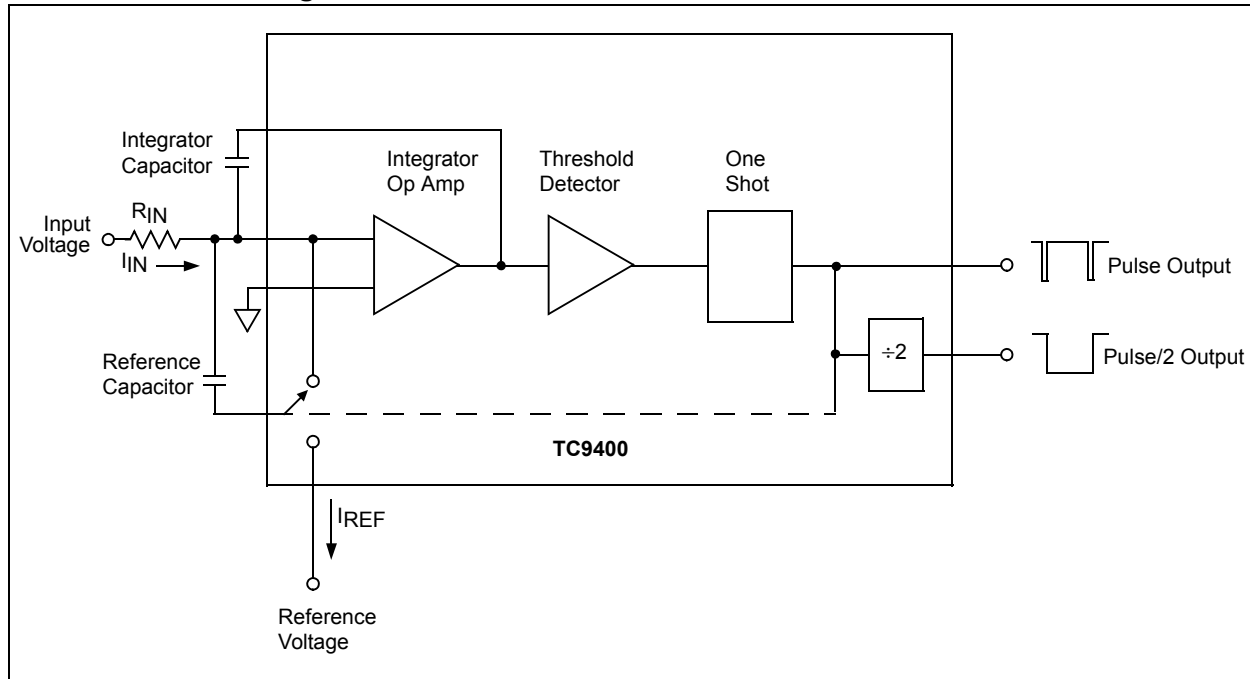 Integrator
Capacitor
Integrator
Op Amp
Threshold
Detector
One
Shot
Input
Voltage
RIN
IIN
Pulse Output
÷2
Pulse/2 Output
Reference
Capacitor
TC9400
IREF
Reference
Voltage